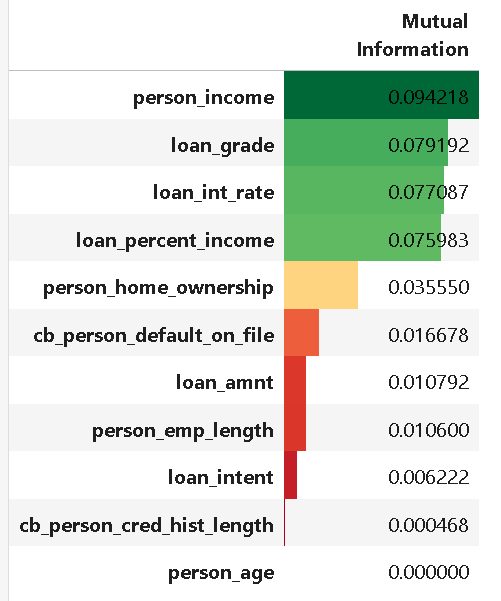 Mutual
Information
person_income 0.094218
loan_grade 0.079192
loan_int_rate 0.077087
loan_percent_income 0.075983
person_home_ownership 0.035550
cb_person_default_on_file 0.016678
loan_amnt 0.010792
person_emp_length 0.010600
loan_intent 0.006222
cb_person_cred_hist_length 0.000468
person_age 0.000000